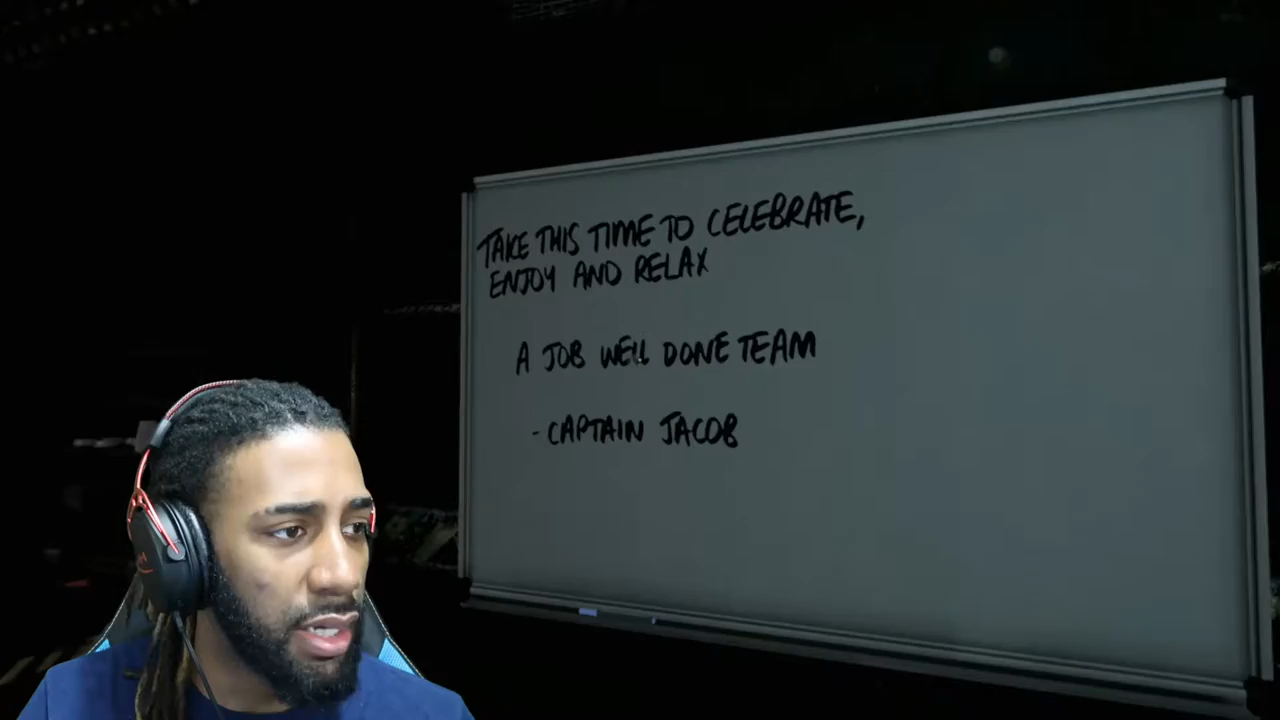 TAKE THIS TIME TO CELEBRATE,
ENJOY AND RELAX
A JOB WELL DONE TEAM
- CAPTAIN JACOB